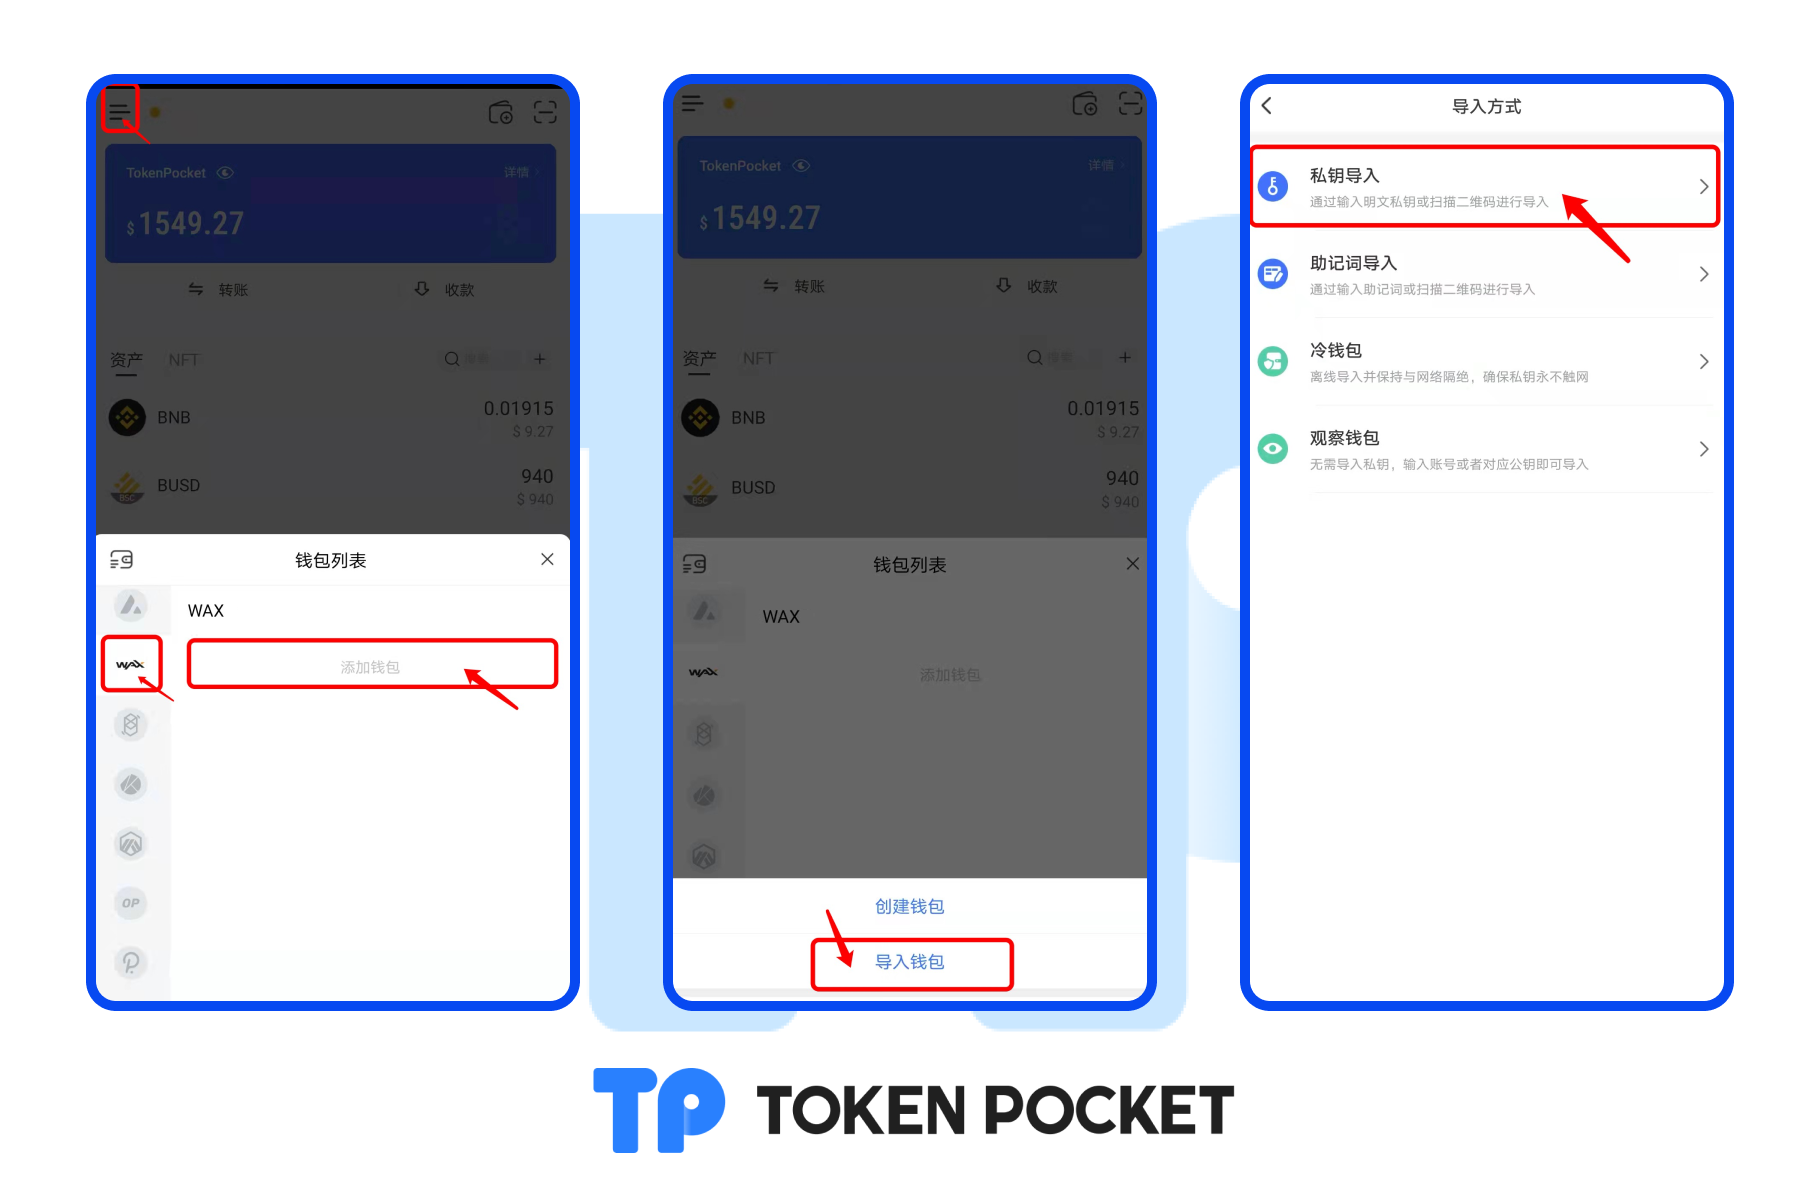 TokenPocket
详情
$ 1549.27
转账
收款
资产
NFT
BNB
0.01915
$ 9.27
BUSD
940
BSC
$ 940
钱包列表
WAX
WAX
添加钱包
OP
TokenPocket
详情
$ 1549.27
转账
收款
资产
NFT
BNB
0.01915
$ 9.27
BUSD
940
BSC
$ 940
钱包列表
WAX
WAX
添加钱包
创建钱包
导入钱包
导入方式
私钥导入
通过输入明文私钥或扫描二维码进行导入
助记词导入
通过输入助记词或扫描二维码进行导入
冷钱包
离线导入并保持与网络隔绝，确保私钥永不触网
观察钱包
无需导入私钥，输入账号或者对应公钥即可导入
TP TOKEN POCKET